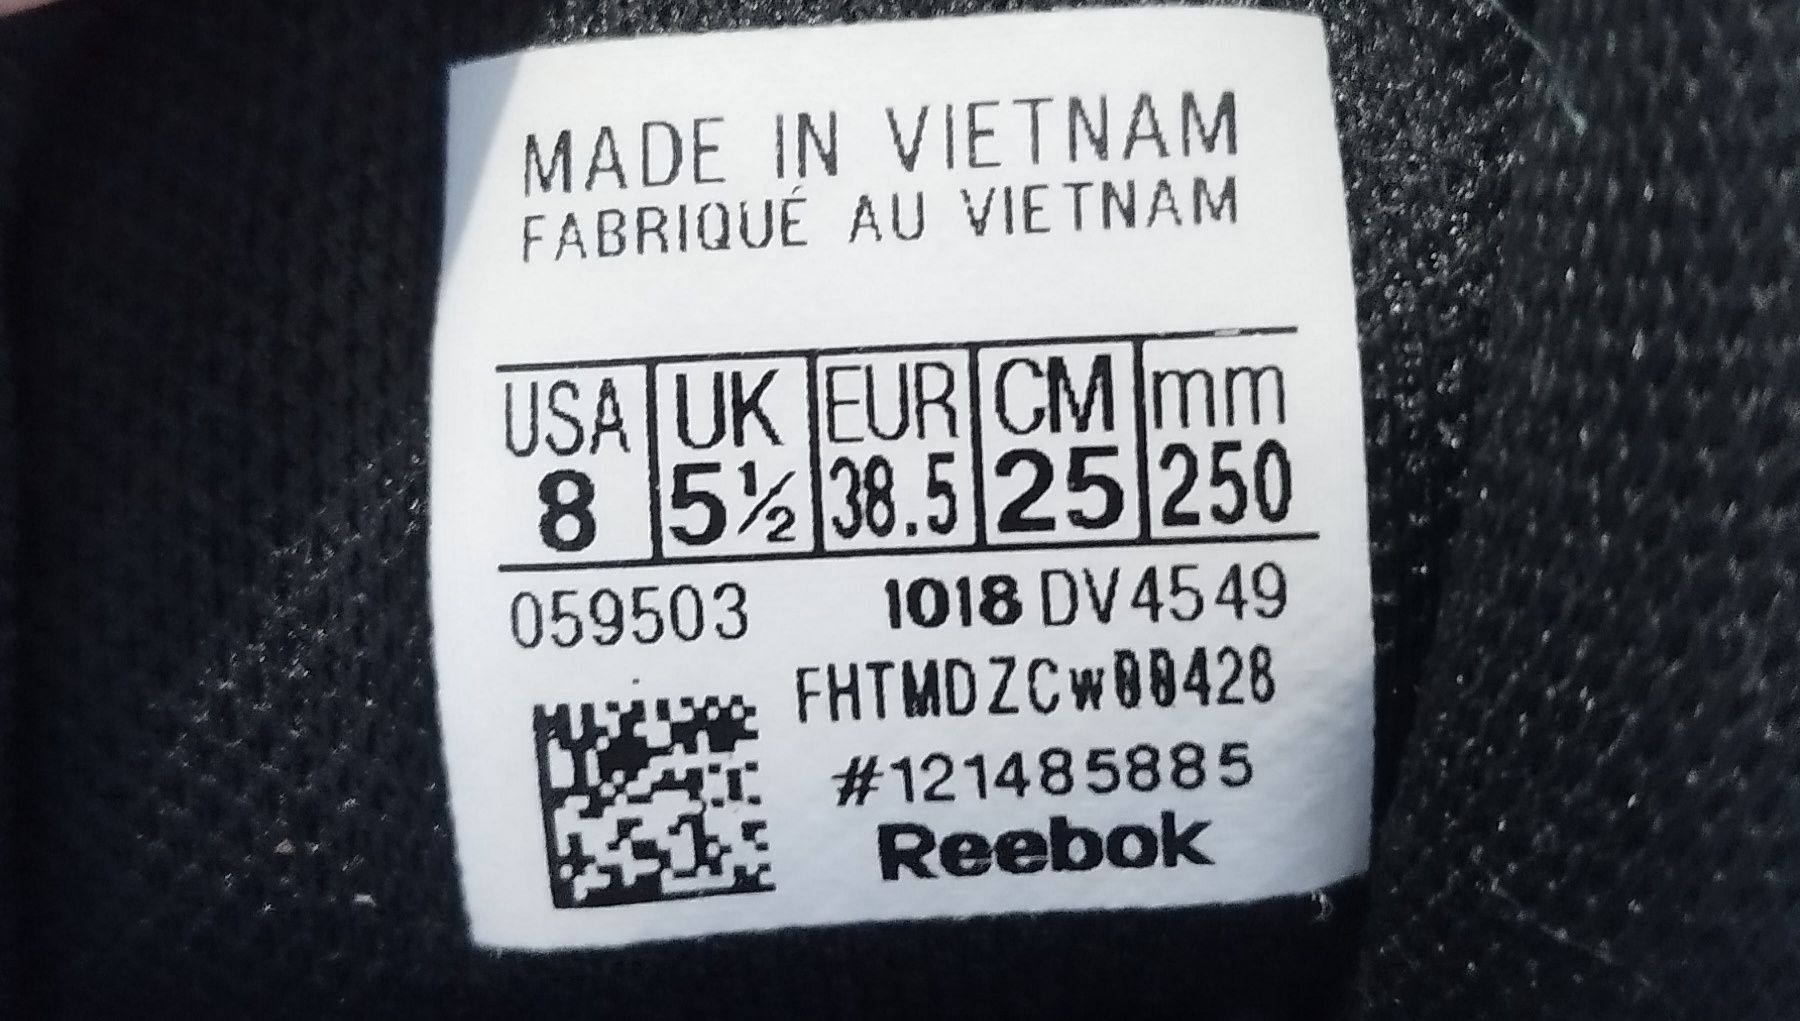 MADE IN VIETNAM
FABRIQUÉ AU VIETNAM
USA UK EUR CM mm
8 5½ 38.5 25 250
059503 1018 DV4549
FHTMDZCW00428
#121485885
Reebok